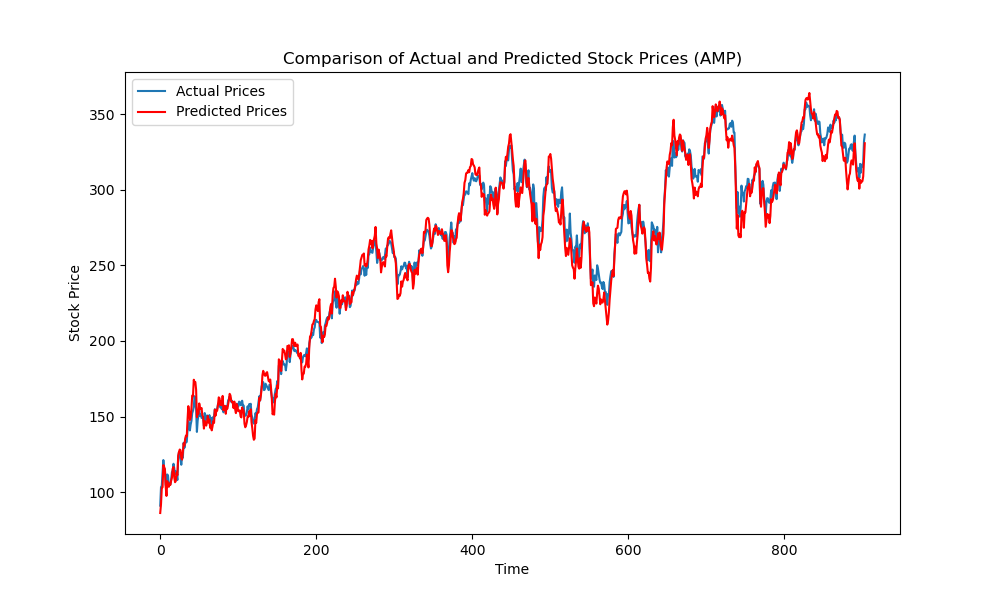 Comparison of Actual and Predicted Stock Prices (AMP)
Actual Prices
Predicted Prices
350
300
250
200
150
100
Stock Price
0 200 400 600 800
Time